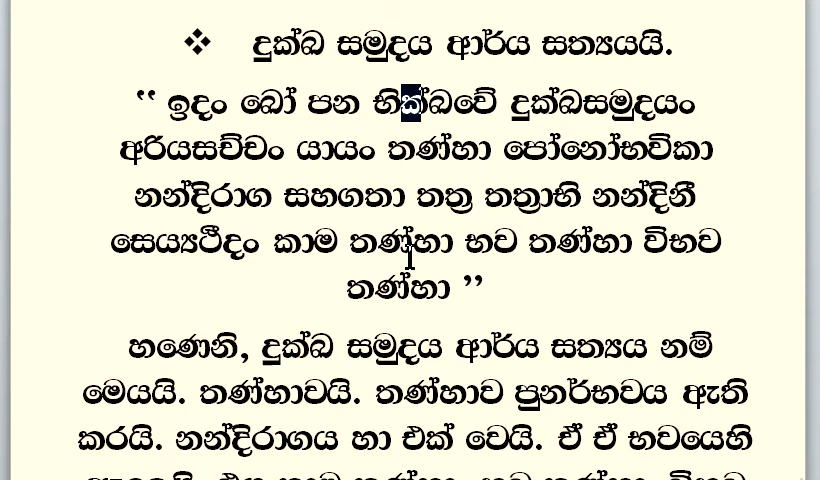 ❖ දුක්ඛ සමුදය ආර්ය සත්‍යයයි.
“ ඉදං ඛෝ පන භික්ඛවේ දුක්ඛසමුදයං
අරියසච්චං යායං තණ්හා පෝනෝභවිකා
නන්දිරාග සහගතා තත්‍ර තත්‍රාභි නන්දිනී
සෙය්‍යථිදං කාම තණ්හා භව තණ්හා විභව
තණ්හා ”
හණෙනි, දුක්ඛ සමුදය ආර්ය සත්‍යය නම්
මෙයයි. තණ්හාවයි. තණ්හාව පුනර්භවය ඇති
කරයි. නන්දිරාගය හා එක් වෙයි. ඒ ඒ භවයෙහි